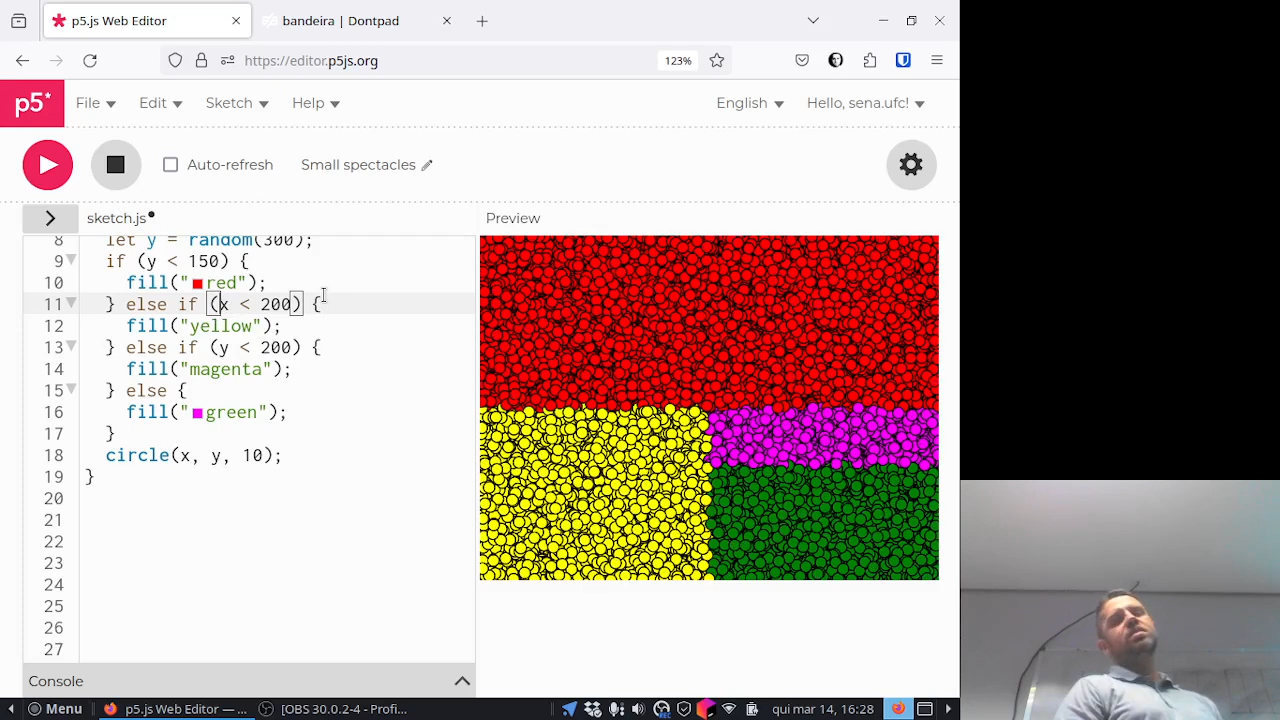 p5.js Web Editor
bandeira | Dontpad
https://editor.p5js.org
123%
p5*
File
Edit
Sketch
Help
English
Hello, sena.ufc!
Auto-refresh
Small spectacles
sketch.js
Preview
8 let y = random(300);
9 if (y < 150) {
10 fill("red");
11 } else if (x < 200) {
12 fill("yellow");
13 } else if (y < 200) {
14 fill("magenta");
15 } else {
16 fill("green");
17 }
18 circle(x, y, 10);
19 }
20
21
22
23
24
25
26
27
Console
Menu
p5.js Web Editor — ...
[OBS 30.0.2-4 - Profi...
REC
qui mar 14, 16:28